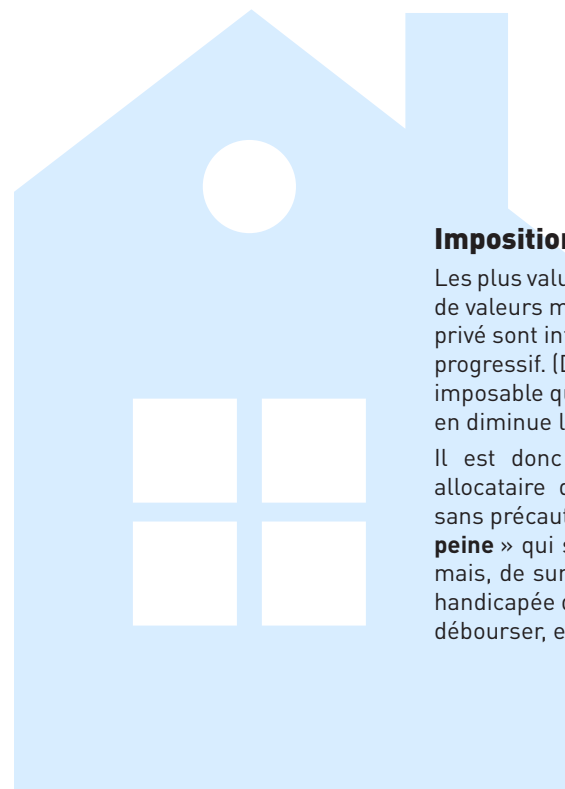 Imposition
Les plus valu
de valeurs m
privé sont in
progressif. (D
imposable qu
en diminue l
Il est donc
allocataire d
sans précaut
peine » qui s
mais, de sur
handicapée d
débourser, e